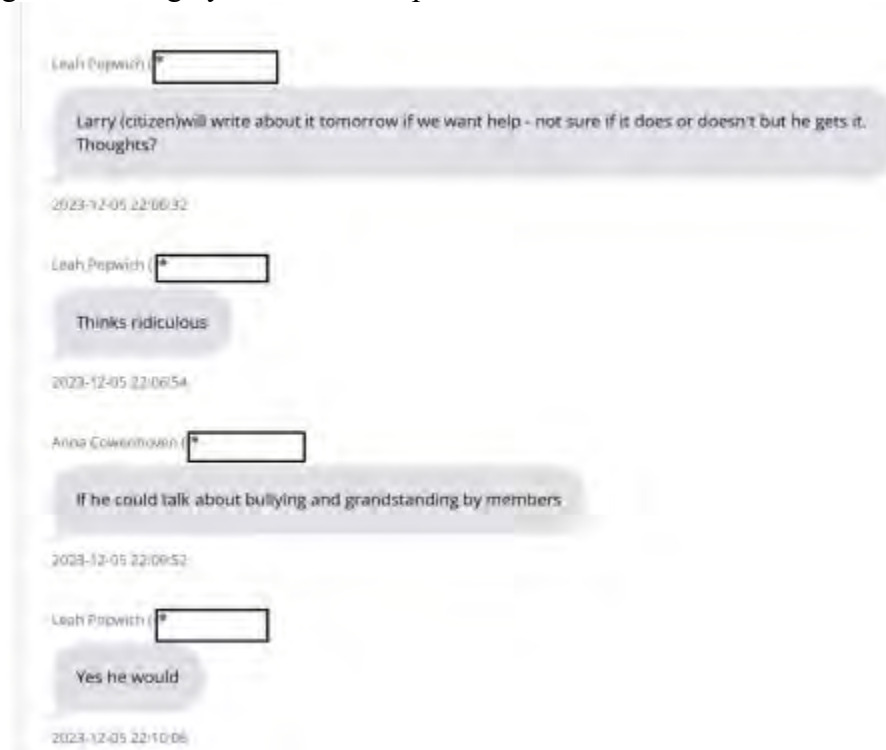 Leah Popwich (*
Larry (citizen)will write about it tomorrow if we want help - not sure if it does or doesn't but he gets it.
Thoughts?
2023-12-05 22:06:32
Leah Popwich (*
Thinks ridiculous
2023-12-05 22:06:54
Anna Cowenhoven (*
If he could talk about bullying and grandstanding by members
2023-12-05 22:09:52
Leah Popwich (*
Yes he would
2023-12-05 22:10:06